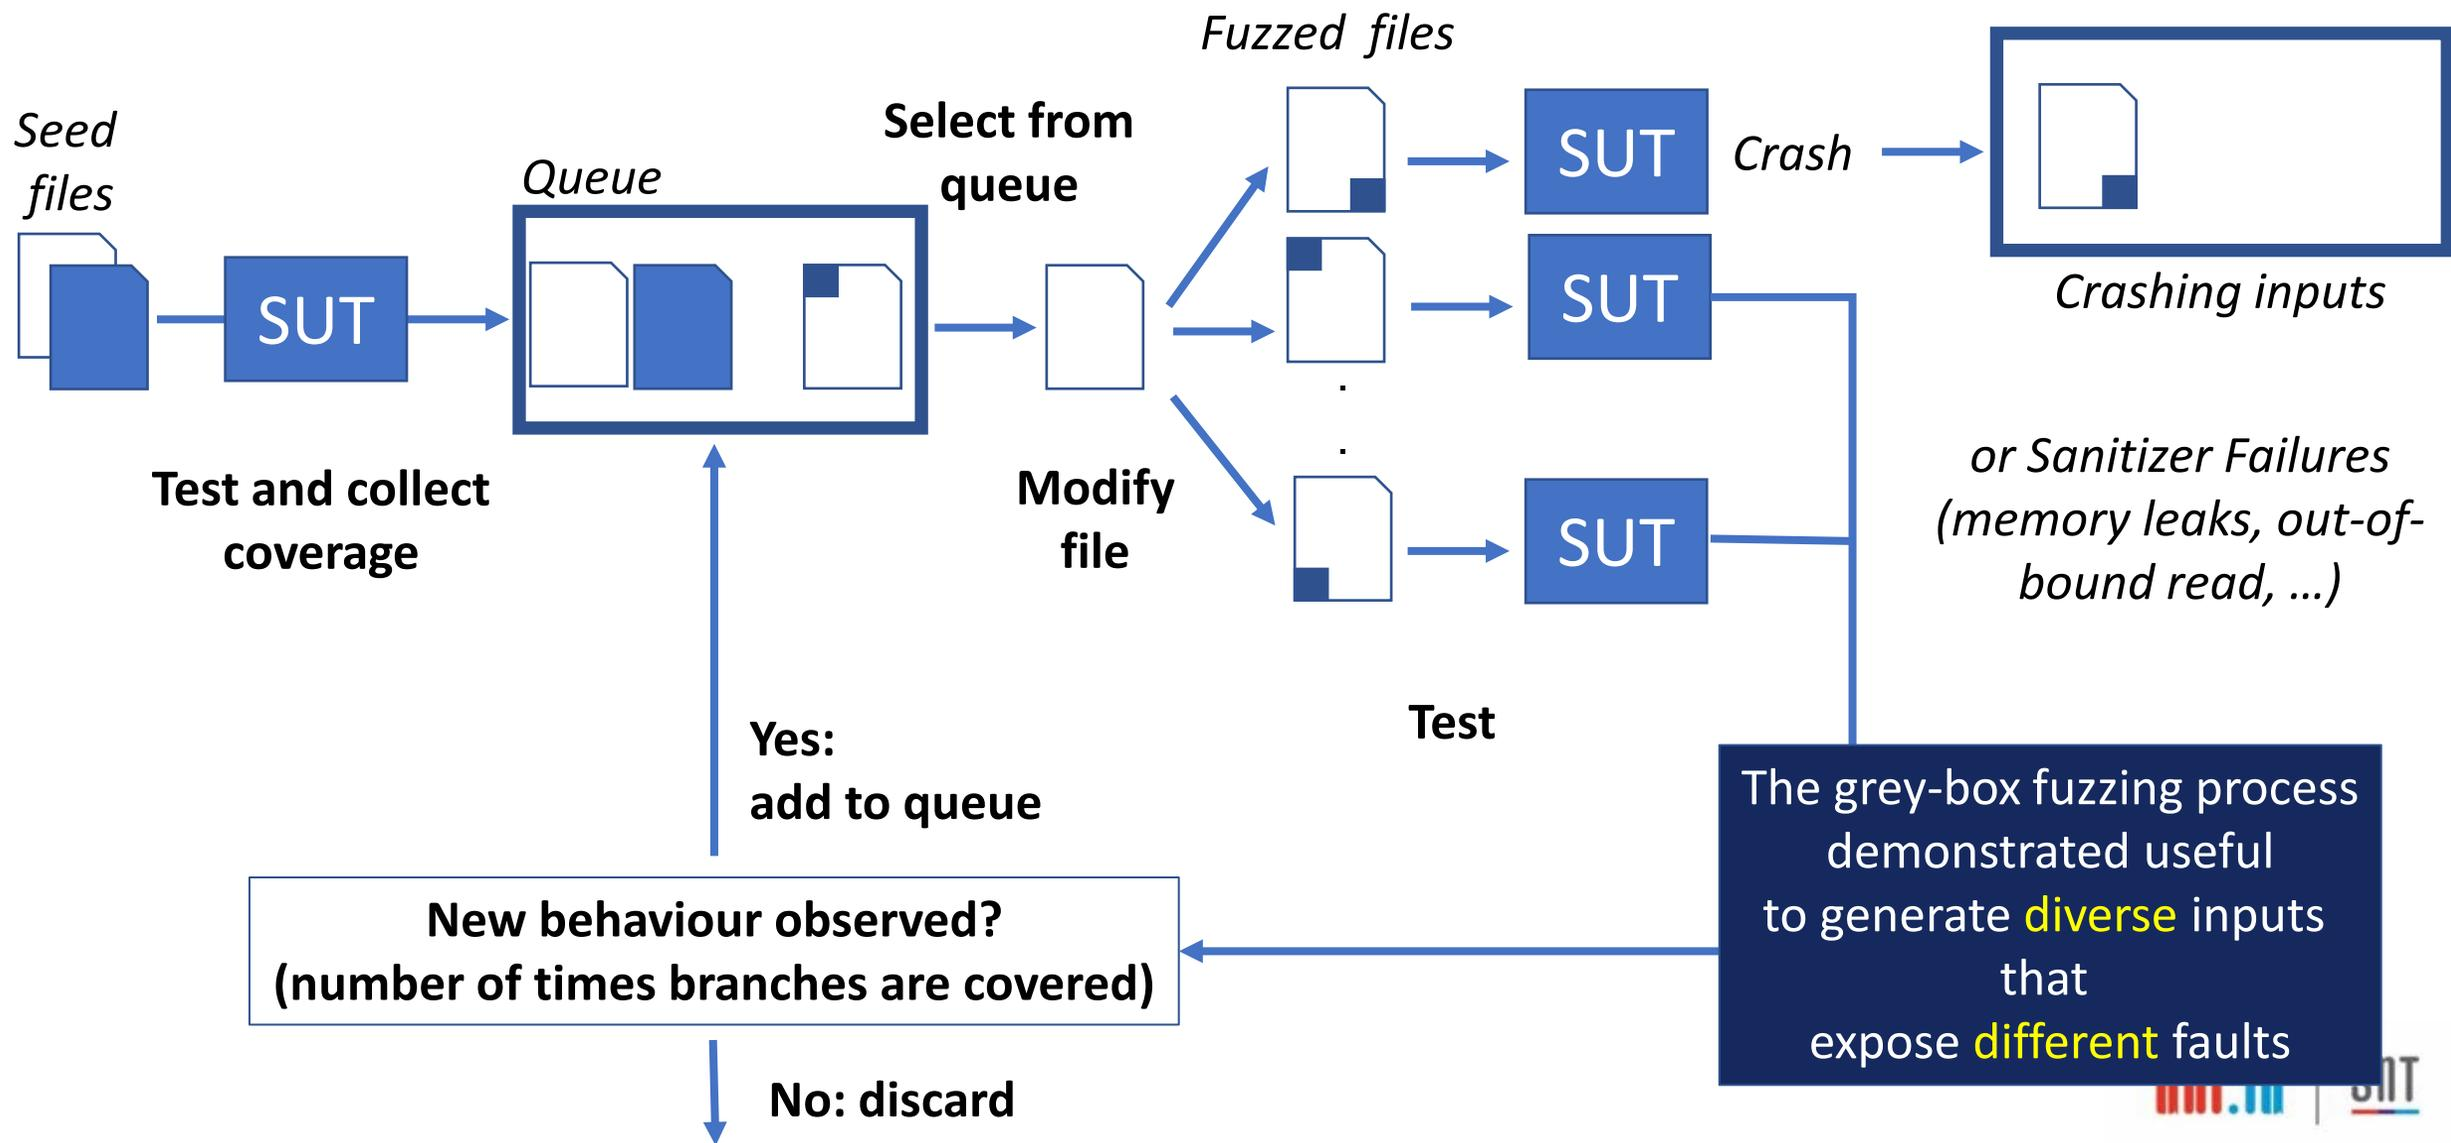 Fuzzed files
Seed
files
SUT
Queue
Select from
queue
SUT
Crash
Crashing inputs
SUT
Test and collect
coverage
Modify
file
.
.
SUT
or Sanitizer Failures
(memory leaks, out-of-
bound read, ...)
Test
Yes:
add to queue
The grey-box fuzzing process
demonstrated useful
to generate diverse inputs
that
expose different faults
New behaviour observed?
(number of times branches are covered)
No: discard
SnT